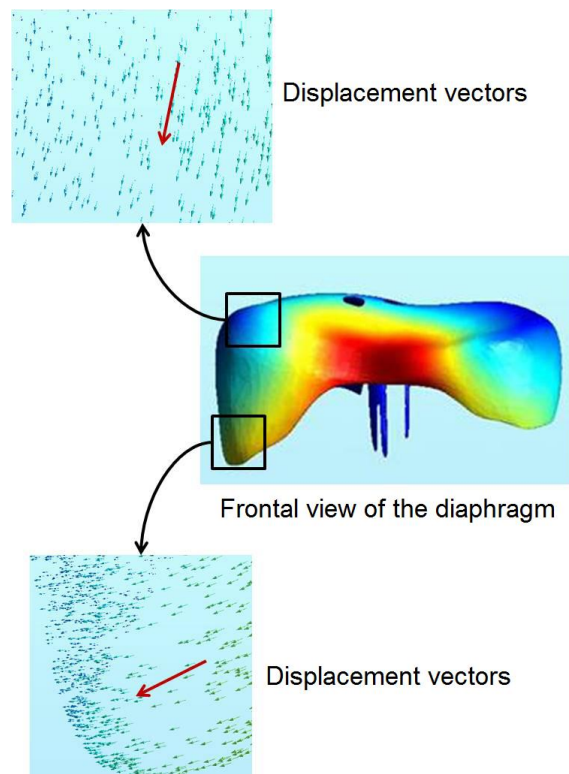 Displacement vectors
Frontal view of the diaphragm
Displacement vectors